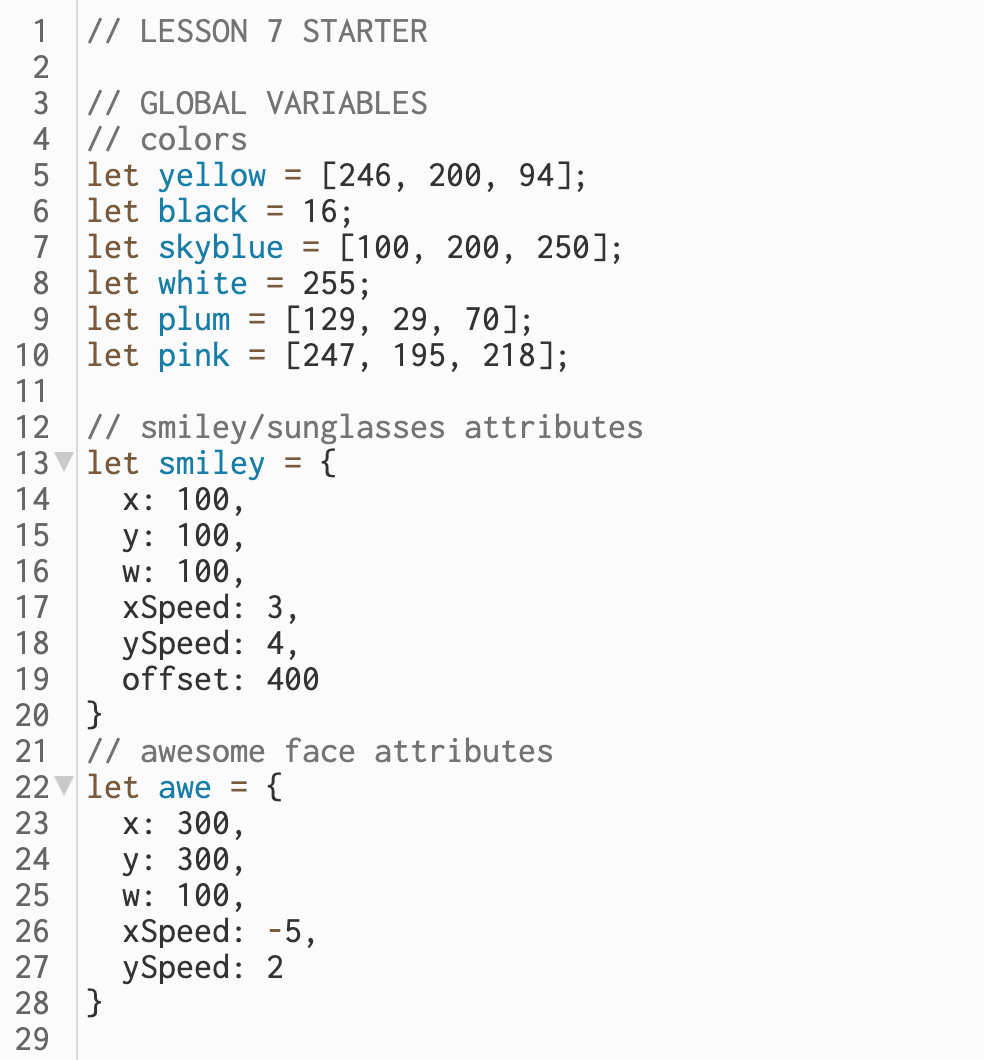 1 // LESSON 7 STARTER
2
3 // GLOBAL VARIABLES
4 // colors
5 let yellow = [246, 200, 94];
6 let black = 16;
7 let skyblue = [100, 200, 250];
8 let white = 255;
9 let plum = [129, 29, 70];
10 let pink = [247, 195, 218];
11
12 // smiley/sunglasses attributes
13 let smiley = {
14   x: 100,
15   y: 100,
16   w: 100,
17   xSpeed: 3,
18   ySpeed: 4,
19   offset: 400
20 }
21 // awesome face attributes
22 let awe = {
23   x: 300,
24   y: 300,
25   w: 100,
26   xSpeed: -5,
27   ySpeed: 2
28 }
29